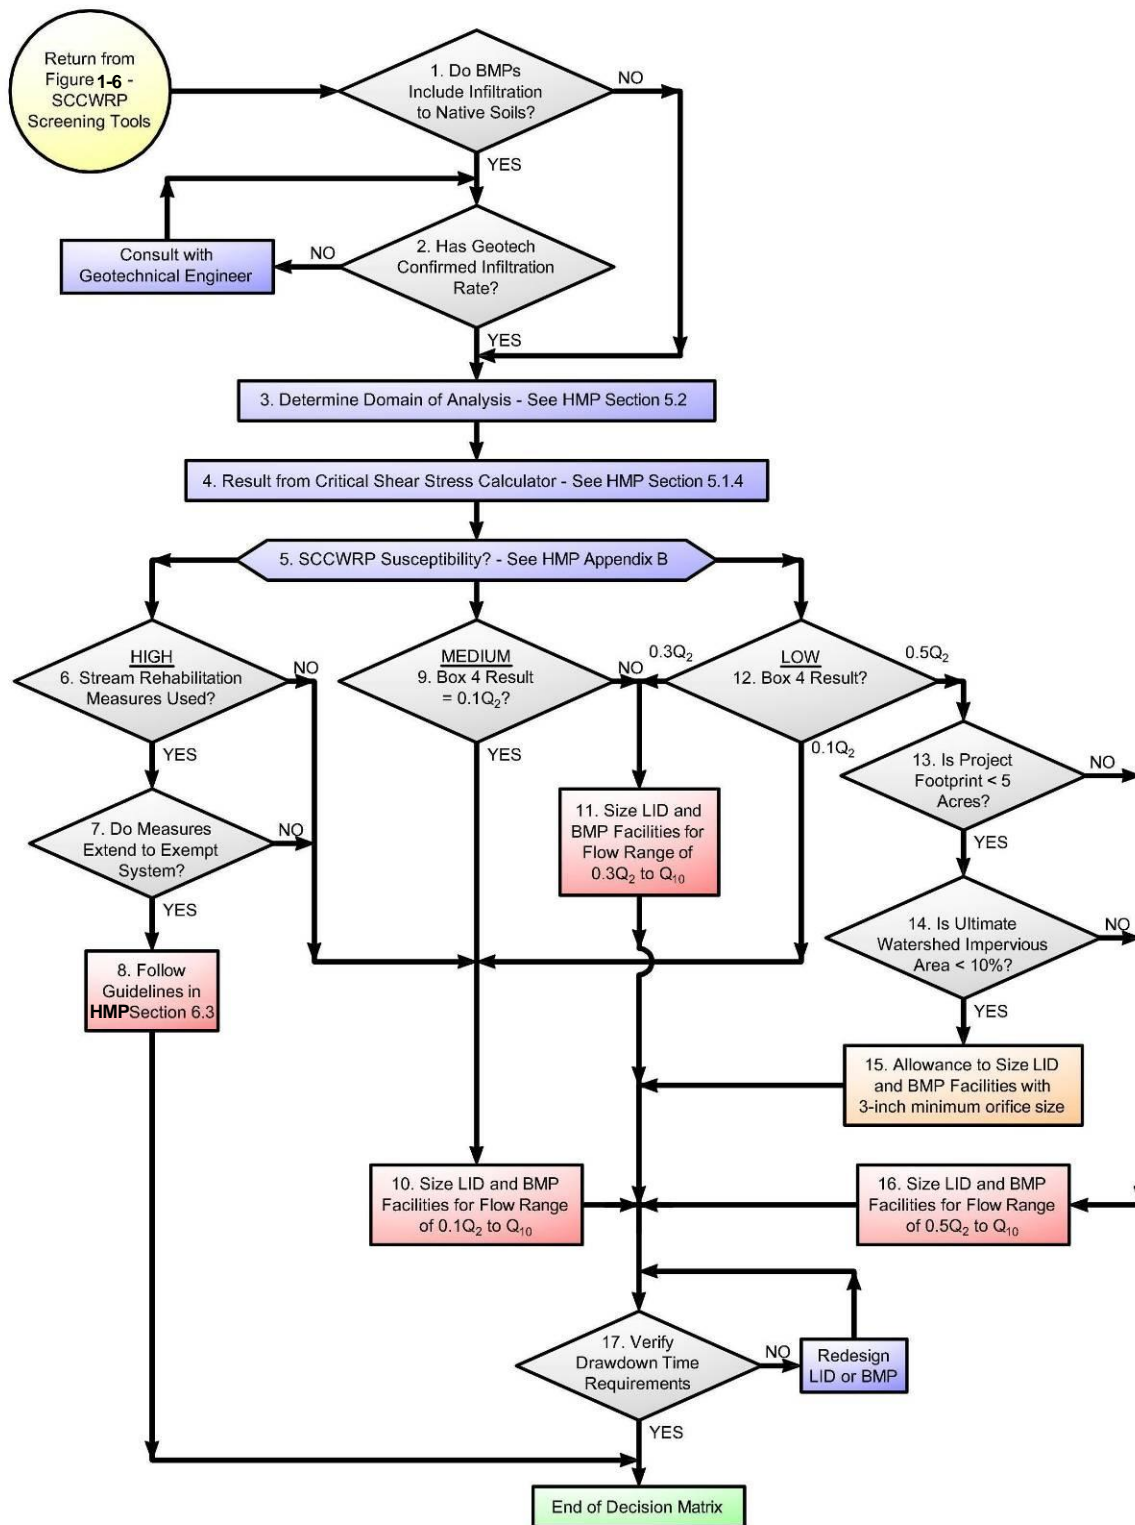 Return from
Figure 1-6 -
SCCWRP
Screening Tools
1. Do BMPs
Include Infiltration
to Native Soils?
NO
YES
2. Has Geotech
Confirmed Infiltration
Rate?
NO
Consult with
Geotechnical Engineer
YES
3. Determine Domain of Analysis - See HMP Section 5.2
4. Result from Critical Shear Stress Calculator - See HMP Section 5.1.4
5. SCCWRP Susceptibility? - See HMP Appendix B
HIGH
6. Stream Rehabilitation
Measures Used?
NO
YES
7. Do Measures
Extend to Exempt
System?
NO
YES
8. Follow
Guidelines in
HMPSection 6.3
MEDIUM
9. Box 4 Result
= 0.1Q₂?
NO
YES
0.3Q₂
LOW
12. Box 4 Result?
0.5Q₂
0.1Q₂
11. Size LID and
BMP Facilities for
Flow Range of
0.3Q₂ to Q₁₀
13. Is Project
Footprint < 5
Acres?
NO
YES
14. Is Ultimate
Watershed Impervious
Area < 10%?
NO
YES
15. Allowance to Size LID
and BMP Facilities with
3-inch minimum orifice size
10. Size LID and BMP
Facilities for Flow Range
of 0.1Q₂ to Q₁₀
16. Size LID and BMP
Facilities for Flow Range
of 0.5Q₂ to Q₁₀
17. Verify
Drawdown Time
Requirements
NO
Redesign
LID or BMP
YES
End of Decision Matrix